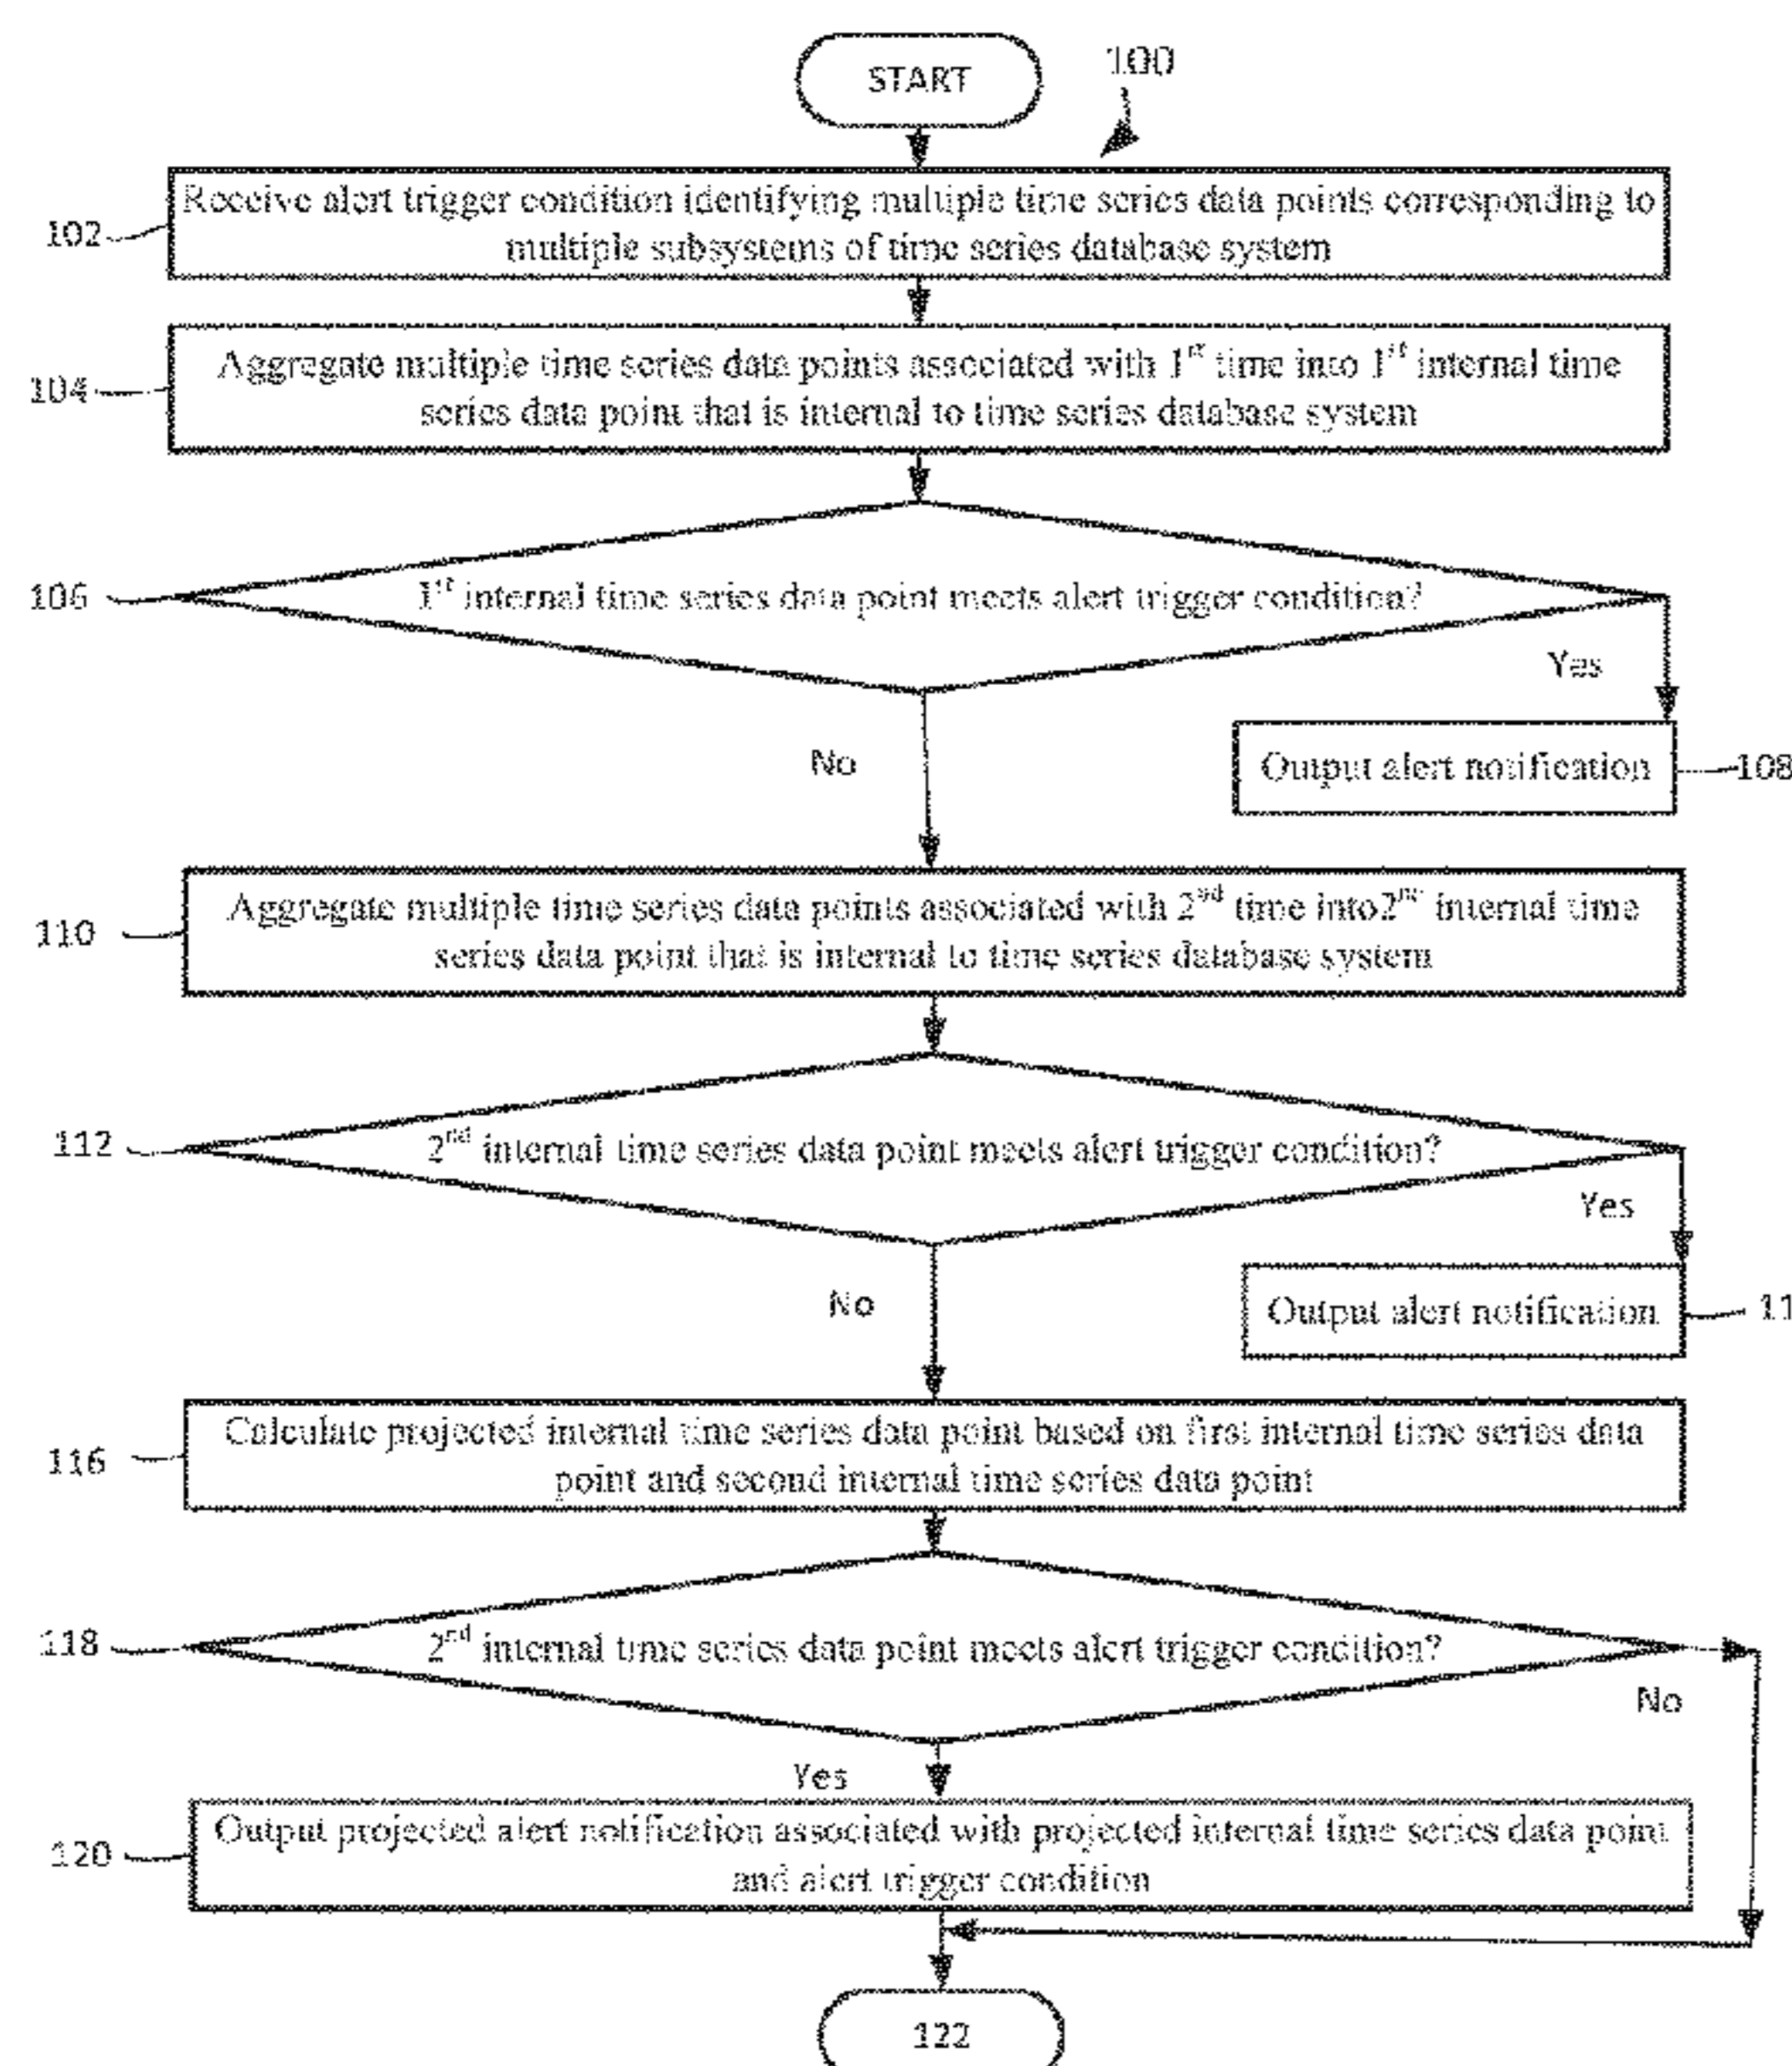 START
100
102
Receive alert trigger condition identifying multiple time series data points corresponding to
multiple subsystems of time series database system
104
Aggregate multiple time series data points associated with 1st time into 1st internal time
series data point that is internal to time series database system
106
1st internal time series data point meets alert trigger condition?
Yes
No
Output alert notification
108
110
Aggregate multiple time series data points associated with 2nd time into2nd internal time
series data point that is internal to time series database system
112
2nd internal time series data point meets alert trigger condition?
Yes
No
Output alert notification
11
116
Calculate projected internal time series data point based on first internal time series data
point and second internal time series data point
118
2nd internal time series data point meets alert trigger condition?
No
Yes
120
Output projected alert notification associated with projected internal time series data point
and alert trigger condition
122